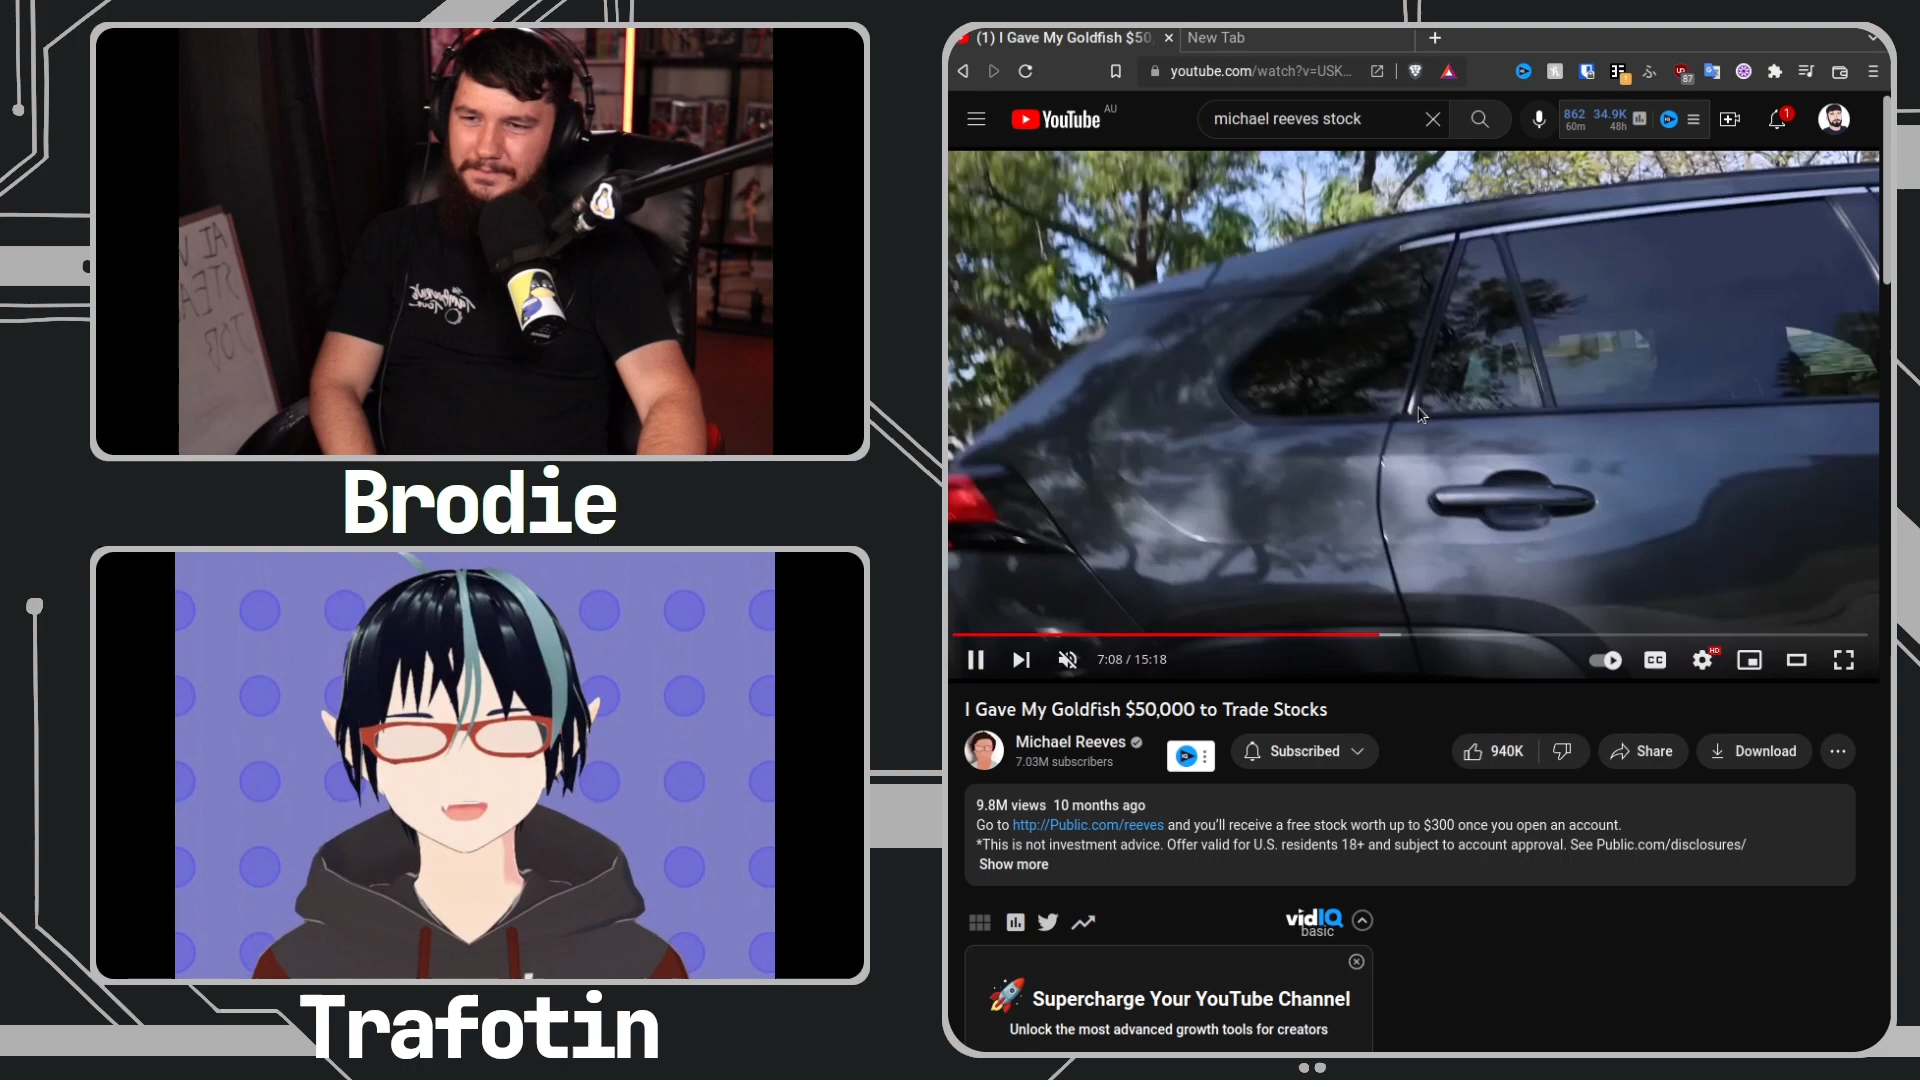 Brodie
Trafotin
(1) I Gave My Goldfish $50,
New Tab
youtube.com/watch?v=USK...
87
YouTube AU
michael reeves stock
862 34.9K
60m 48h
1
7:08 / 15:18
CC
HD
I Gave My Goldfish $50,000 to Trade Stocks
Michael Reeves
7.03M subscribers
Subscribed
940K
Share
Download
9.8M views 10 months ago
Go to http://Public.com/reeves and you'll receive a free stock worth up to $300 once you open an account.
*This is not investment advice. Offer valid for U.S. residents 18+ and subject to account approval. See Public.com/disclosures/
Show more
vidIQ
basic
Supercharge Your YouTube Channel
Unlock the most advanced growth tools for creators